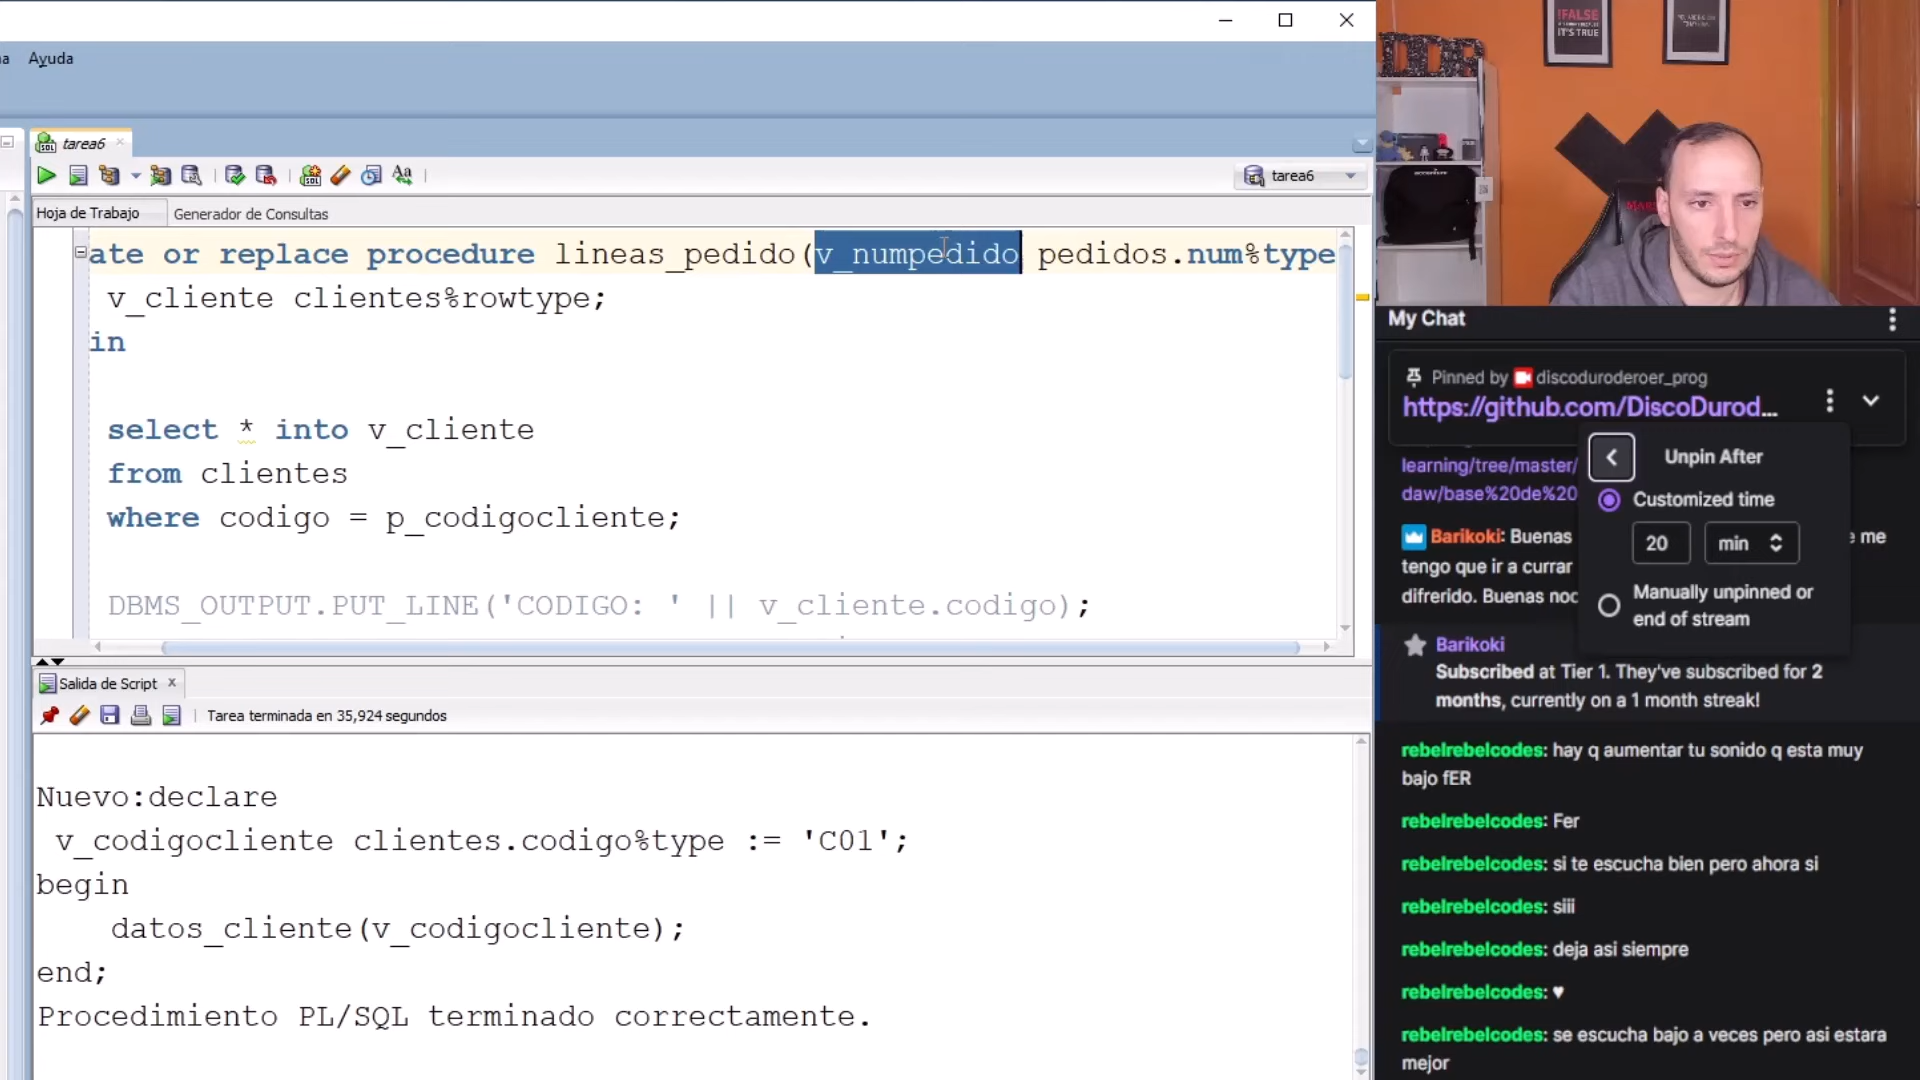 a Ayuda
tarea6
tarea6
Hoja de Trabajo Generador de Consultas
ate or replace procedure lineas_pedido(v_numpedido pedidos.num%type
v_cliente clientes%rowtype;
in
select * into v_cliente
from clientes
where codigo = p_codigocliente;
DBMS_OUTPUT.PUT_LINE('CODIGO: ' || v_cliente.codigo);
Salida de Script
Tarea terminada en 35,924 segundos
Nuevo:declare
v_codigocliente clientes.codigo%type := 'C01';
begin
datos_cliente(v_codigocliente);
end;
Procedimiento PL/SQL terminado correctamente.
!FALSE
IT'S TRUE
accenture
My Chat
Pinned by discoduroderoer_prog
https://github.com/DiscoDurod...
learning/tree/master/
daw/base%20de%20
Unpin After
Customized time
20 min
Manually unpinned or
end of stream
Barikoki: Buenas e me
tengo que ir a currar
difrerido. Buenas noc
Barikoki
Subscribed at Tier 1. They've subscribed for 2
months, currently on a 1 month streak!
rebelrebelcodes: hay q aumentar tu sonido q esta muy
bajo fER
rebelrebelcodes: Fer
rebelrebelcodes: si te escucha bien pero ahora si
rebelrebelcodes: siii
rebelrebelcodes: deja asi siempre
rebelrebelcodes: ♥
rebelrebelcodes: se escucha bajo a veces pero asi estara
mejor